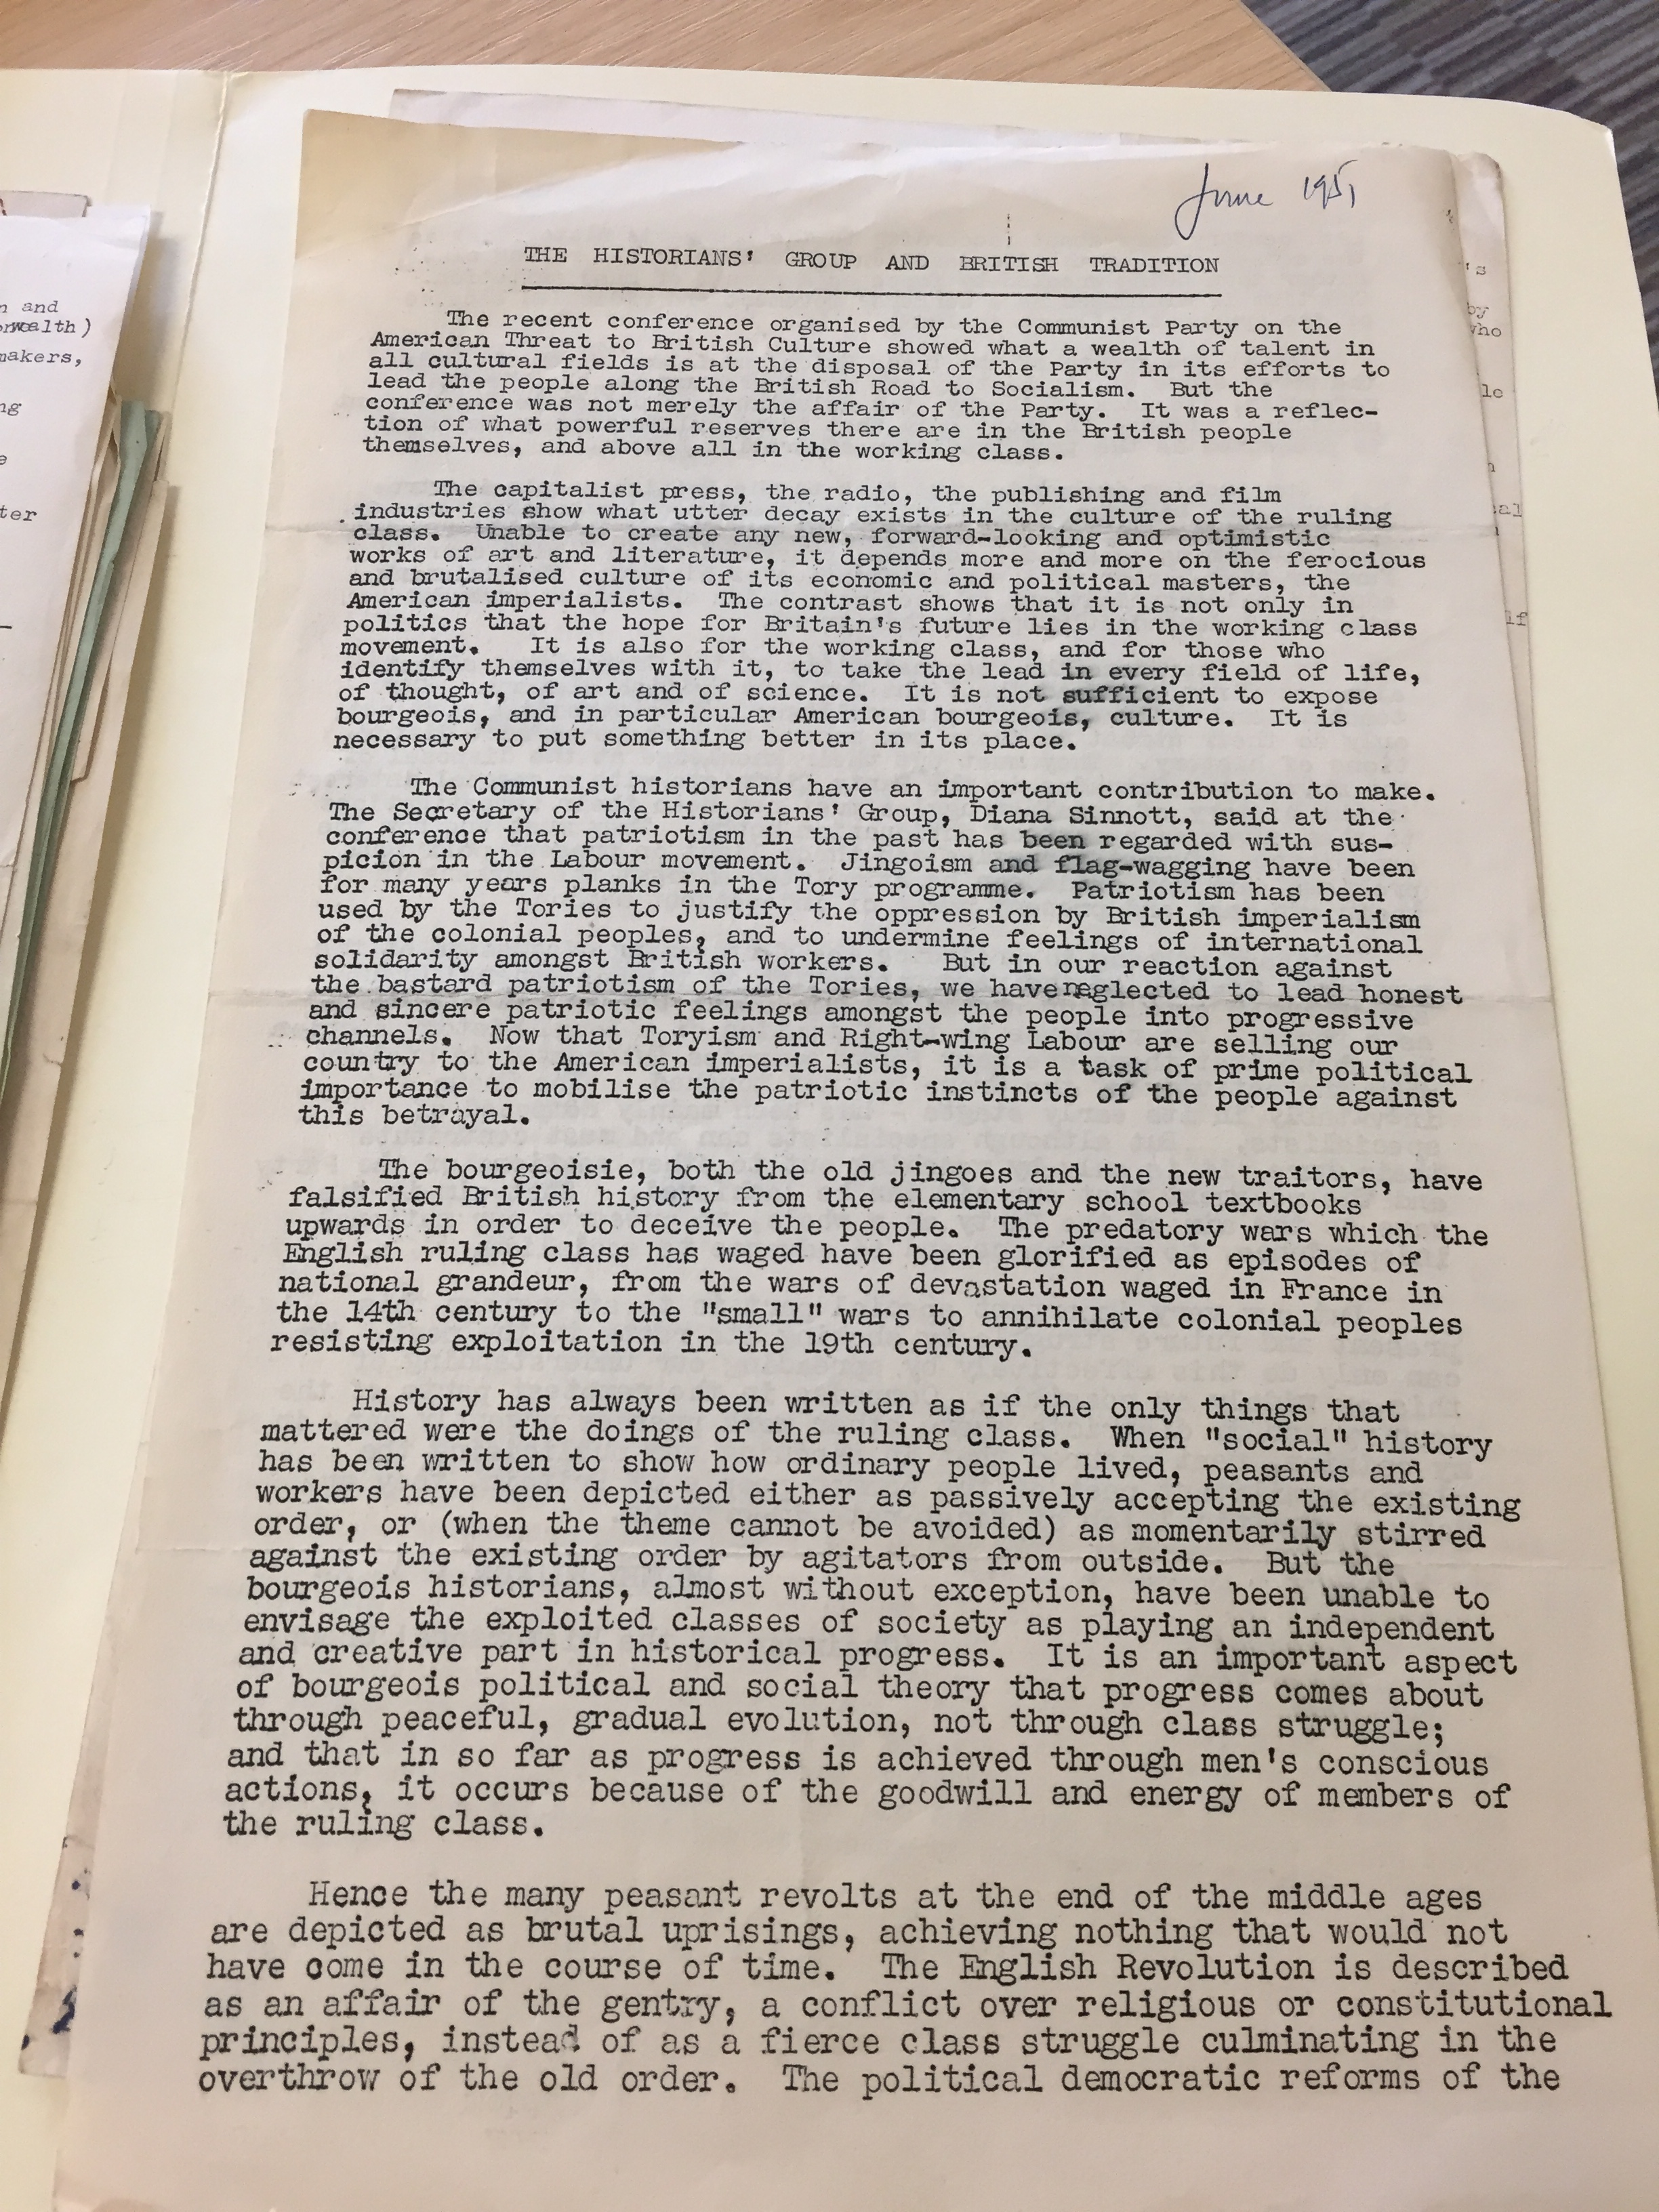 n and
onwealth)
makers,
ng
e
ter
June 1951
THE HISTORIANS' GROUP AND BRITISH TRADITION
The recent conference organised by the Communist Party on the
American Threat to British Culture showed what a wealth of talent in
all cultural fields is at the disposal of the Party in its efforts to
lead the people along the British Road to Socialism. But the
conference was not merely the affair of the Party. It was a reflec-
tion of what powerful reserves there are in the British people
themselves, and above all in the working class.
The capitalist press, the radio, the publishing and film
industries show what utter decay exists in the culture of the ruling
class. Unable to create any new, forward-looking and optimistic
works of art and literature, it depends more and more on the ferocious
and brutalised culture of its economic and political masters, the
American imperialists. The contrast shows that it is not only in
politics that the hope for Britain's future lies in the working class
movement. It is also for the working class, and for those who
identify themselves with it, to take the lead in every field of life,
of thought, of art and of science. It is not sufficient to expose
bourgeois, and in particular American bourgeois, culture. It is
necessary to put something better in its place.
The Communist historians have an important contribution to make.
The Secretary of the Historians' Group, Diana Sinnott, said at the
conference that patriotism in the past has been regarded with sus-
picion in the Labour movement. Jingoism and flag-wagging have been
for many years planks in the Tory programme. Patriotism has been
used by the Tories to justify the oppression by British imperialism
of the colonial peoples, and to undermine feelings of international
solidarity amongst British workers. But in our reaction against
the bastard patriotism of the Tories, we have neglected to lead honest
and sincere patriotic feelings amongst the people into progressive
channels. Now that Toryism and Right-wing Labour are selling our
country to the American imperialists, it is a task of prime political
importance to mobilise the patriotic instincts of the people against
this betrayal.
The bourgeoisie, both the old jingoes and the new traitors, have
falsified British history from the elementary school textbooks
upwards in order to deceive the people. The predatory wars which the
English ruling class has waged have been glorified as episodes of
national grandeur, from the wars of devastation waged in France in
the 14th century to the "small" wars to annihilate colonial peoples
resisting exploitation in the 19th century.
History has always been written as if the only things that
mattered were the doings of the ruling class. When "social" history
has been written to show how ordinary people lived, peasants and
workers have been depicted either as passively accepting the existing
order, or (when the theme cannot be avoided) as momentarily stirred
against the existing order by agitators from outside. But the
bourgeois historians, almost without exception, have been unable to
envisage the exploited classes of society as playing an independent
and creative part in historical progress. It is an important aspect
of bourgeois political and social theory that progress comes about
through peaceful, gradual evolution, not through class struggle;
and that in so far as progress is achieved through men's conscious
actions, it occurs because of the goodwill and energy of members of
the ruling class.
Hence the many peasant revolts at the end of the middle ages
are depicted as brutal uprisings, achieving nothing that would not
have come in the course of time. The English Revolution is described
as an affair of the gentry, a conflict over religious or constitutional
principles, instead of as a fierce class struggle culminating in the
overthrow of the old order. The political democratic reforms of the
's
by
who
le
n
al
lf